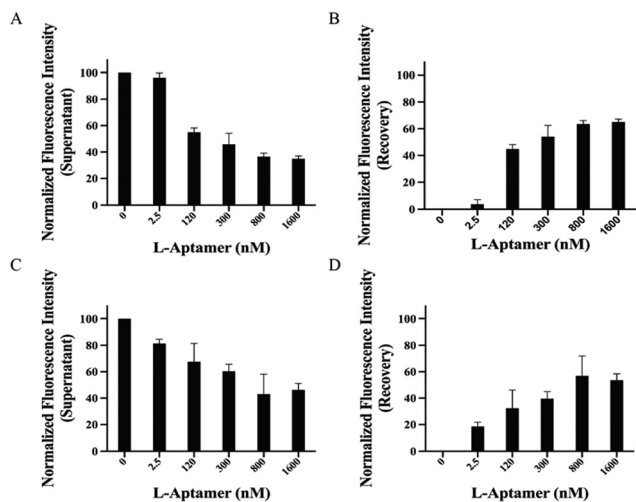 A
Normalized Fluorescence Intensity
(Supernatant)
100
80
60
40
20
0
0 2.5 120 300 800 1600
L-Aptamer (nM)
B
Normalized Fluorescence Intensity
(Recovery)
100
80
60
40
20
0
0 2.5 120 300 800 1600
L-Aptamer (nM)
C
Normalized Fluorescence Intensity
(Supernatant)
100
80
60
40
20
0
0 2.5 120 300 800 1600
L-Aptamer (nM)
D
Normalized Fluorescence Intensity
(Recovery)
100
80
60
40
20
0
0 2.5 120 300 800 1600
L-Aptamer (nM)